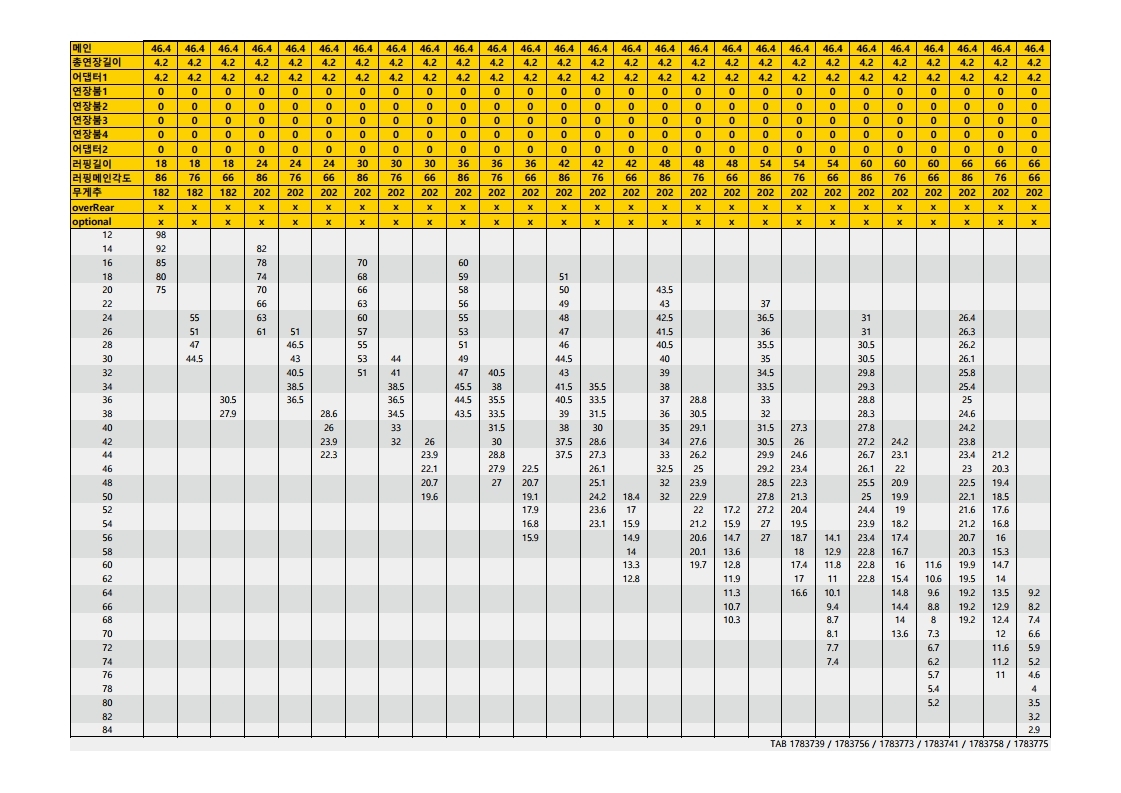 메인 46.4 46.4 46.4 46.4 46.4 46.4 46.4 46.4 46.4 46.4 46.4 46.4 46.4 46.4 46.4 46.4 46.4 46.4 46.4 46.4 46.4 46.4 46.4 46.4 46.4 46.4 46.4
총연장길이 4.2 4.2 4.2 4.2 4.2 4.2 4.2 4.2 4.2 4.2 4.2 4.2 4.2 4.2 4.2 4.2 4.2 4.2 4.2 4.2 4.2 4.2 4.2 4.2 4.2 4.2 4.2
어댑터1 4.2 4.2 4.2 4.2 4.2 4.2 4.2 4.2 4.2 4.2 4.2 4.2 4.2 4.2 4.2 4.2 4.2 4.2 4.2 4.2 4.2 4.2 4.2 4.2 4.2 4.2 4.2
연장붐1 0 0 0 0 0 0 0 0 0 0 0 0 0 0 0 0 0 0 0 0 0 0 0 0 0 0 0
연장붐2 0 0 0 0 0 0 0 0 0 0 0 0 0 0 0 0 0 0 0 0 0 0 0 0 0 0 0
연장붐3 0 0 0 0 0 0 0 0 0 0 0 0 0 0 0 0 0 0 0 0 0 0 0 0 0 0 0
연장붐4 0 0 0 0 0 0 0 0 0 0 0 0 0 0 0 0 0 0 0 0 0 0 0 0 0 0 0
어댑터2 0 0 0 0 0 0 0 0 0 0 0 0 0 0 0 0 0 0 0 0 0 0 0 0 0 0 0
러핑길이 18 18 18 24 24 24 30 30 30 36 36 36 42 42 42 48 48 48 54 54 54 60 60 60 66 66 66
러핑메인각도 86 76 66 86 76 66 86 76 66 86 76 66 86 76 66 86 76 66 86 76 66 86 76 66 86 76 66
무게추 182 182 182 202 202 202 202 202 202 202 202 202 202 202 202 202 202 202 202 202 202 202 202 202 202 202 202
overRear x x x x x x x x x x x x x x x x x x x x x x x x x x x
optional x x x x x x x x x x x x x x x x x x x x x x x x x x x
12 98
14 92 82
16 85 78 70 60
18 80 74 68 59 51
20 75 70 66 58 50 43.5
22 66 63 56 49 43 37
24 55 63 60 55 48 42.5 36.5 31 26.4
26 51 61 51 57 53 47 41.5 36 31 26.3
28 47 46.5 55 51 46 40.5 35.5 30.5 26.2
30 44.5 43 53 44 49 44.5 40 35 30.5 26.1
32 40.5 51 41 47 40.5 43 39 34.5 29.8 25.8
34 38.5 38.5 45.5 38 41.5 35.5 38 33.5 29.3 25.4
36 30.5 36.5 36.5 44.5 35.5 40.5 33.5 37 28.8 33 28.8 25
38 27.9 28.6 34.5 43.5 33.5 39 31.5 36 30.5 32 28.3 24.6
40 26 33 31.5 38 30 35 29.1 31.5 27.3 27.8 24.2
42 23.9 32 26 30 37.5 28.6 34 27.6 30.5 26 27.2 24.2 23.8
44 22.3 23.9 28.8 37.5 27.3 33 26.2 29.9 24.6 26.7 23.1 23.4 21.2
46 22.1 27.9 22.5 26.1 32.5 25 29.2 23.4 26.1 22 23 20.3
48 20.7 27 20.7 25.1 32 23.9 28.5 22.3 25.5 20.9 22.5 19.4
50 19.6 19.1 24.2 18.4 32 22.9 27.8 21.3 25 19.9 22.1 18.5
52 17.9 23.6 17 22 17.2 27.2 20.4 24.4 19 21.6 17.6
54 16.8 23.1 15.9 21.2 15.9 27 19.5 23.9 18.2 21.2 16.8
56 15.9 14.9 20.6 14.7 27 18.7 14.1 23.4 17.4 20.7 16
58 14 20.1 13.6 18 12.9 22.8 16.7 20.3 15.3
60 13.3 19.7 12.8 17.4 11.8 22.8 16 11.6 19.9 14.7
62 12.8 11.9 17 11 22.8 15.4 10.6 19.5 14
64 11.3 16.6 10.1 14.8 9.6 19.2 13.5 9.2
66 10.7 9.4 14.4 8.8 19.2 12.9 8.2
68 10.3 8.7 14 8 19.2 12.4 7.4
70 8.1 13.6 7.3 12 6.6
72 7.7 6.7 11.6 5.9
74 7.4 6.2 11.2 5.2
76 5.7 11 4.6
78 5.4 4
80 5.2 3.5
82 3.2
84 2.9
TAB 1783739 / 1783756 / 1783773 / 1783741 / 1783758 / 1783775